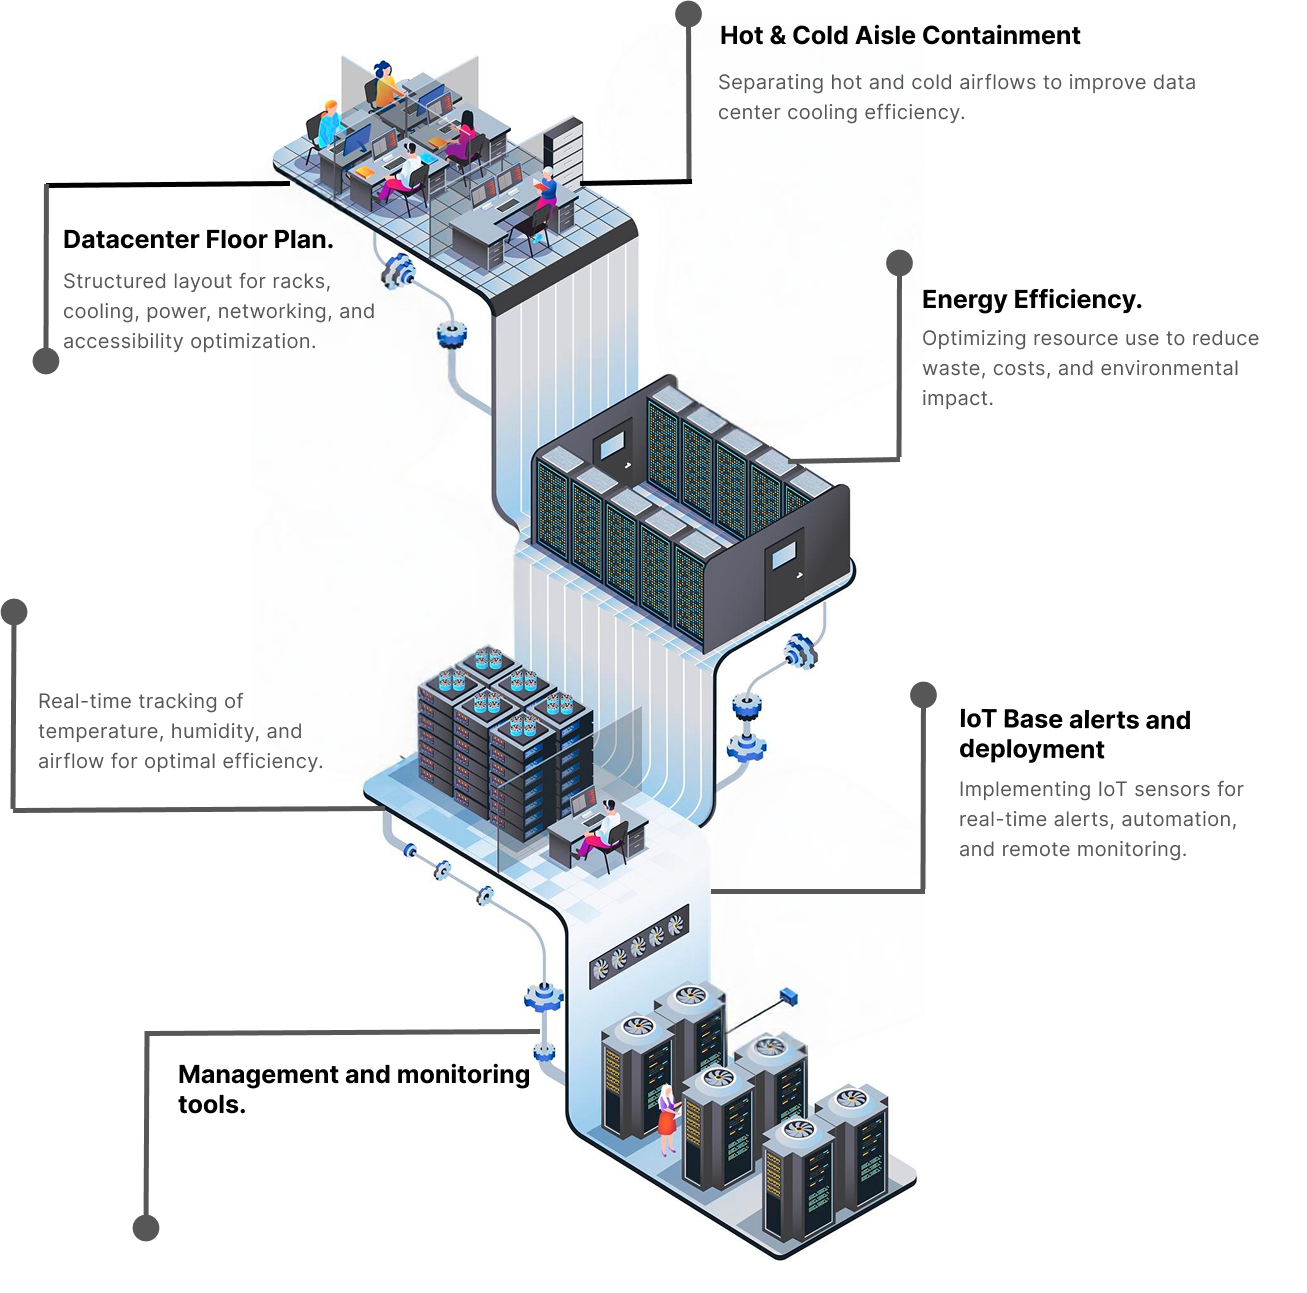 Hot & Cold Aisle Containment
Separating hot and cold airflows to improve data
center cooling efficiency.
Datacenter Floor Plan.
Structured layout for racks,
cooling, power, networking, and
accessibility optimization.
Energy Efficiency.
Optimizing resource use to reduce
waste, costs, and environmental
impact.
Real-time tracking of
temperature, humidity, and
airflow for optimal efficiency.
IoT Base alerts and
deployment
Implementing IoT sensors for
real-time alerts, automation,
and remote monitoring.
Management and monitoring
tools.